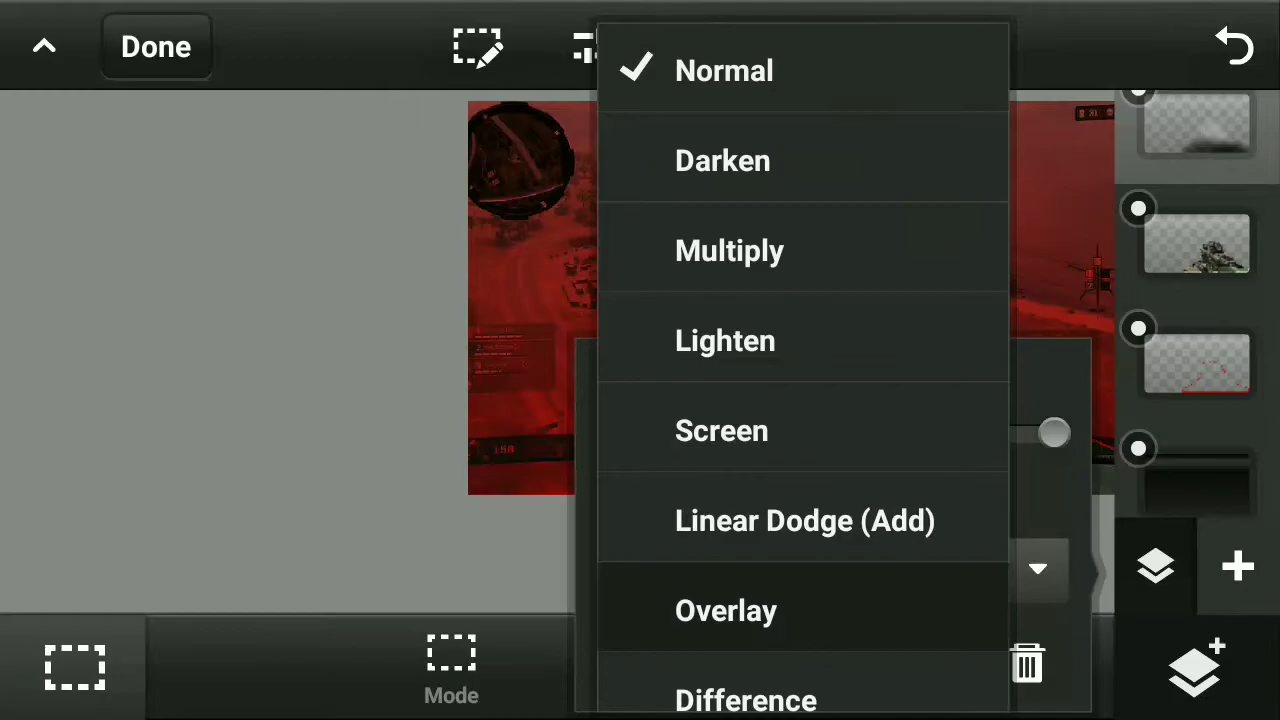 Done
Normal
Darken
Multiply
Lighten
Screen
Linear Dodge (Add)
Overlay
Difference
Mode